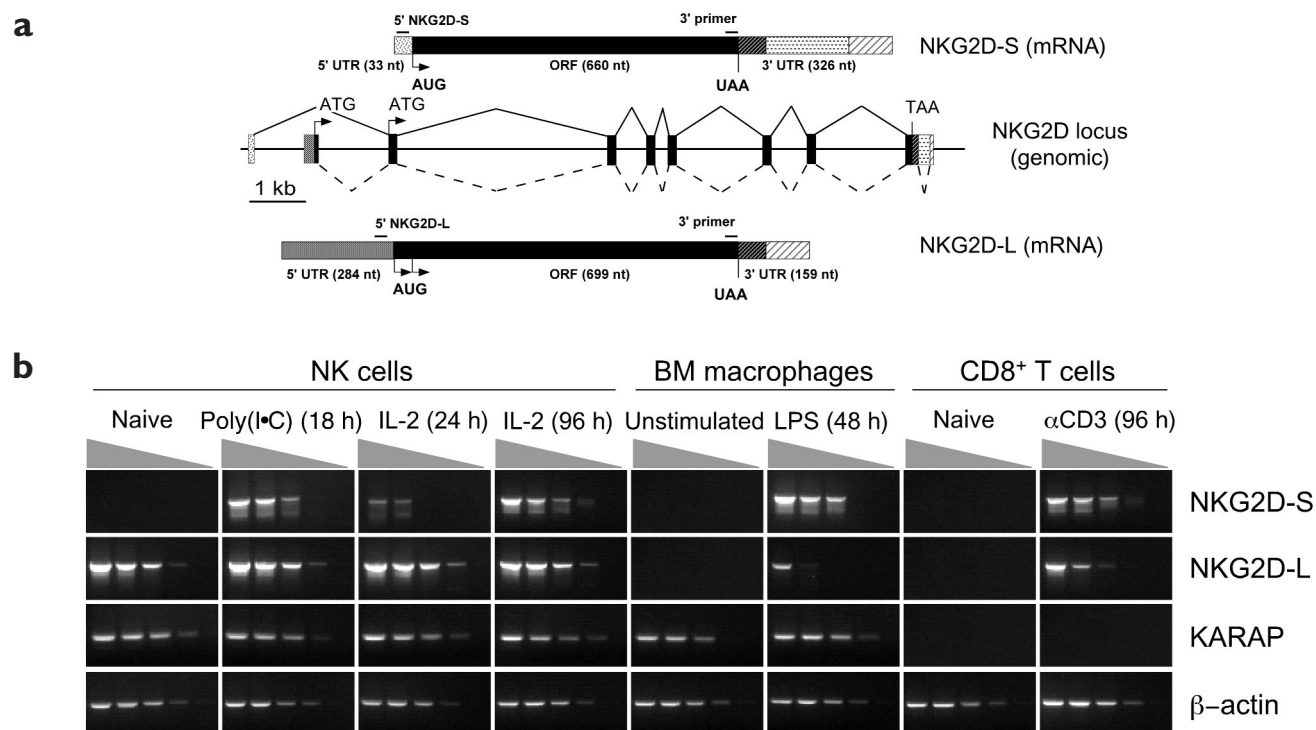 a
5' NKG2D-S
3' primer
NKG2D-S (mRNA)
5' UTR (33 nt)
ORF (660 nt)
3' UTR (326 nt)
AUG
UAA
ATG
ATG
TAA
NKG2D locus
(genomic)
1 kb
5' NKG2D-L
3' primer
NKG2D-L (mRNA)
5' UTR (284 nt)
ORF (699 nt)
3' UTR (159 nt)
AUG
UAA
b
NK cells
BM macrophages
CD8+ T cells
Naive
Poly(I•C) (18 h)
IL-2 (24 h)
IL-2 (96 h)
Unstimulated
LPS (48 h)
Naive
αCD3 (96 h)
NKG2D-S
NKG2D-L
KARAP
β–actin